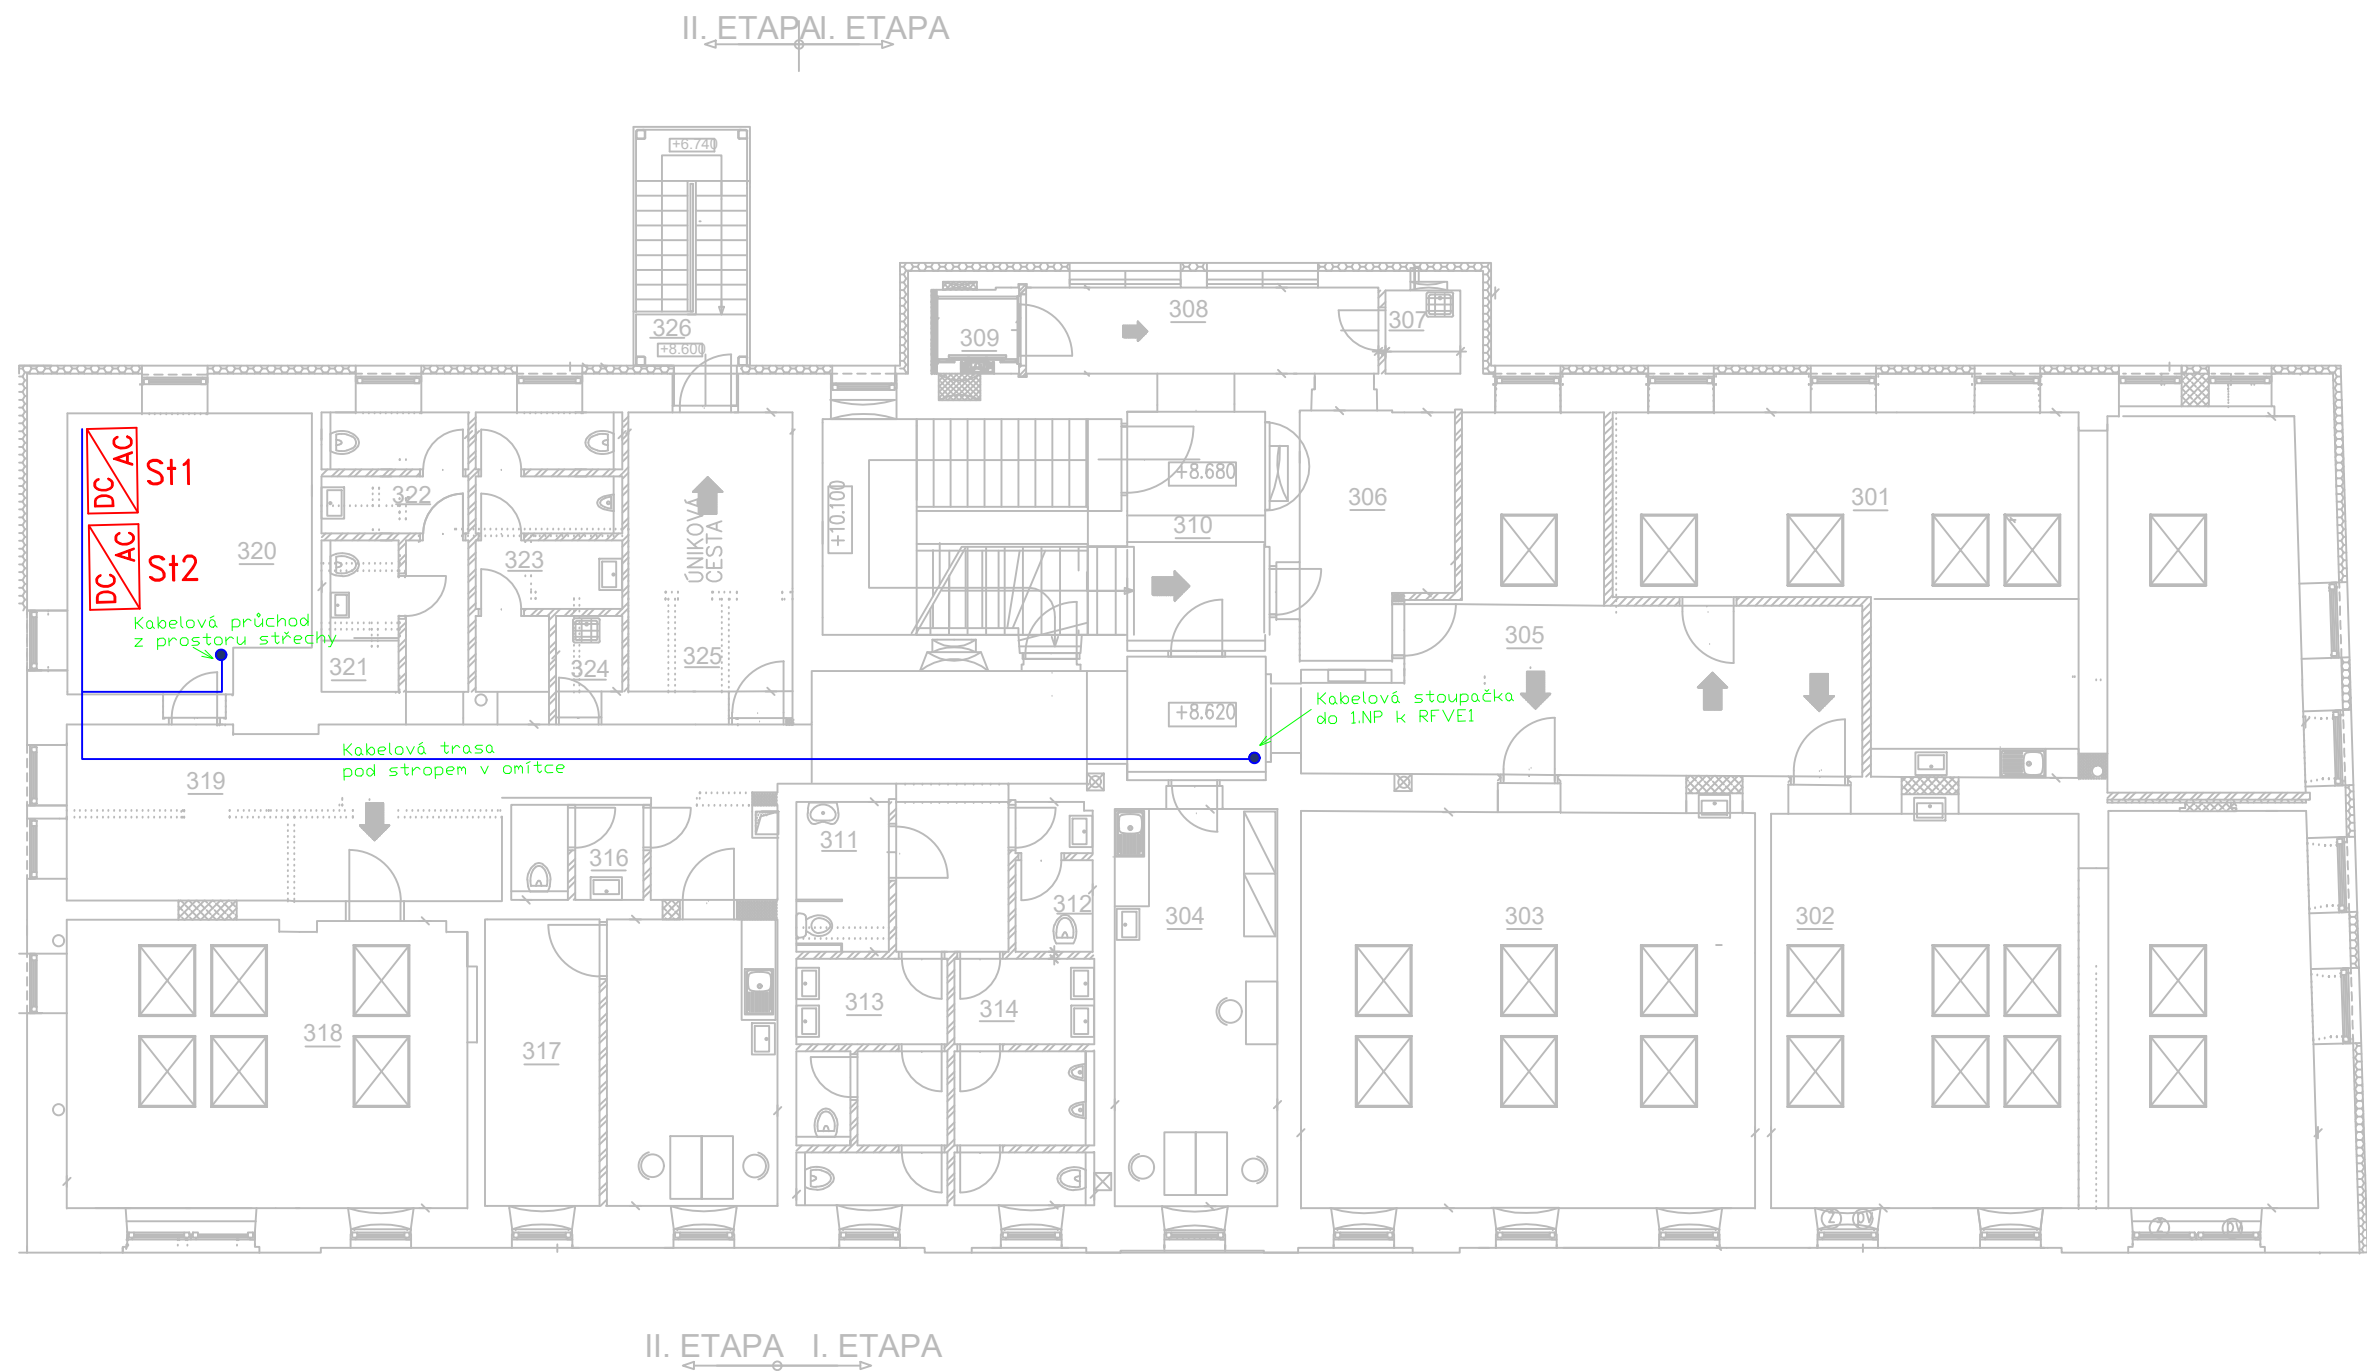 II. ETAPA
I. ETAPA
+6.740
326
+8.600
309
308
307
DC AC
St1
DC AC
St2
320
322
323
ÚNIKOVÁ
CESTA
+10.100
+8.680
310
306
301
Kabelová průchod
z prostoru střechy
321
324
325
305
Kabelová stoupačka
do 1.NP k RFVE1
+8.620
Kabelová trasa
pod stropem v omítce
319
316
311
312
304
303
302
313
314
318
317
Z
pv
Z
pv
II. ETAPA
I. ETAPA